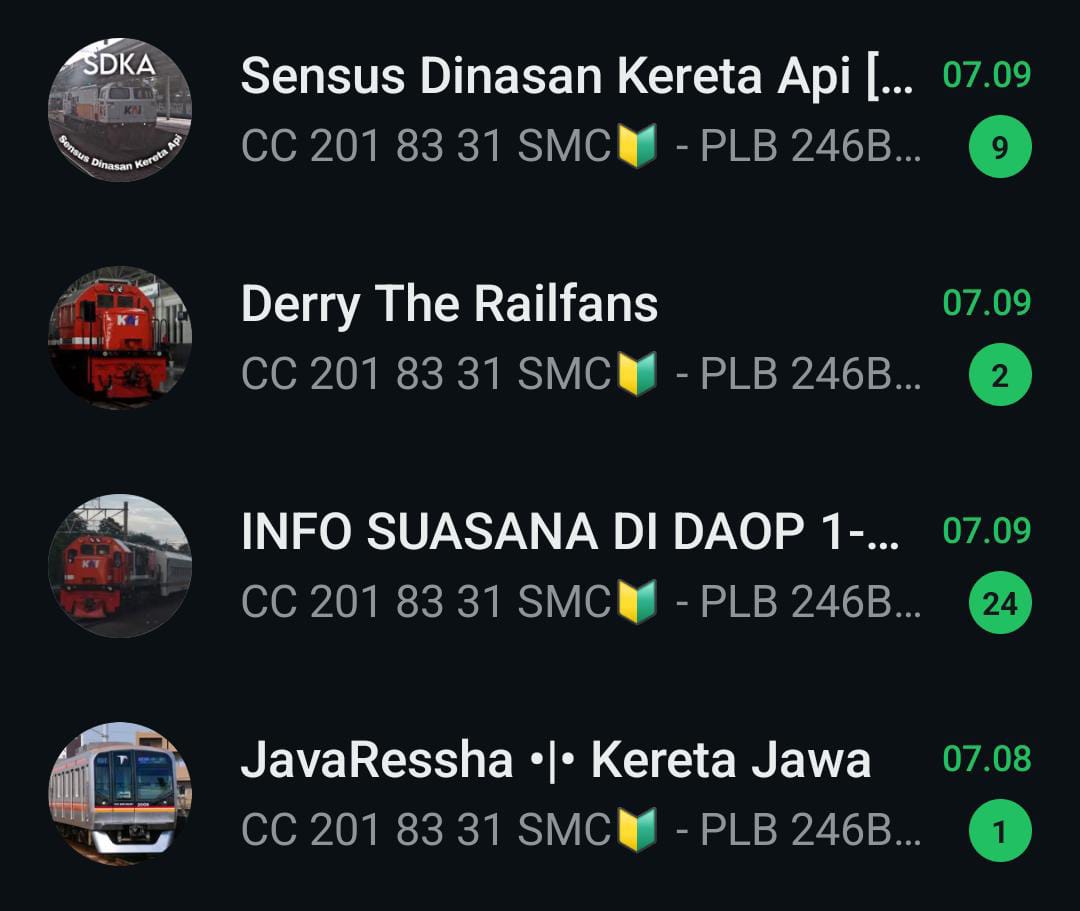 SDKA
Sensus Dinasan Kereta Api
Sensus Dinasan Kereta Api [...
07.09
CC 201 83 31 SMC🔰 - PLB 246B...
9
KAI
Derry The Railfans
07.09
CC 201 83 31 SMC🔰 - PLB 246B...
2
KAI
INFO SUASANA DI DAOP 1-...
07.09
CC 201 83 31 SMC🔰 - PLB 246B...
24
JavaRessha •|• Kereta Jawa
07.08
CC 201 83 31 SMC🔰 - PLB 246B...
1